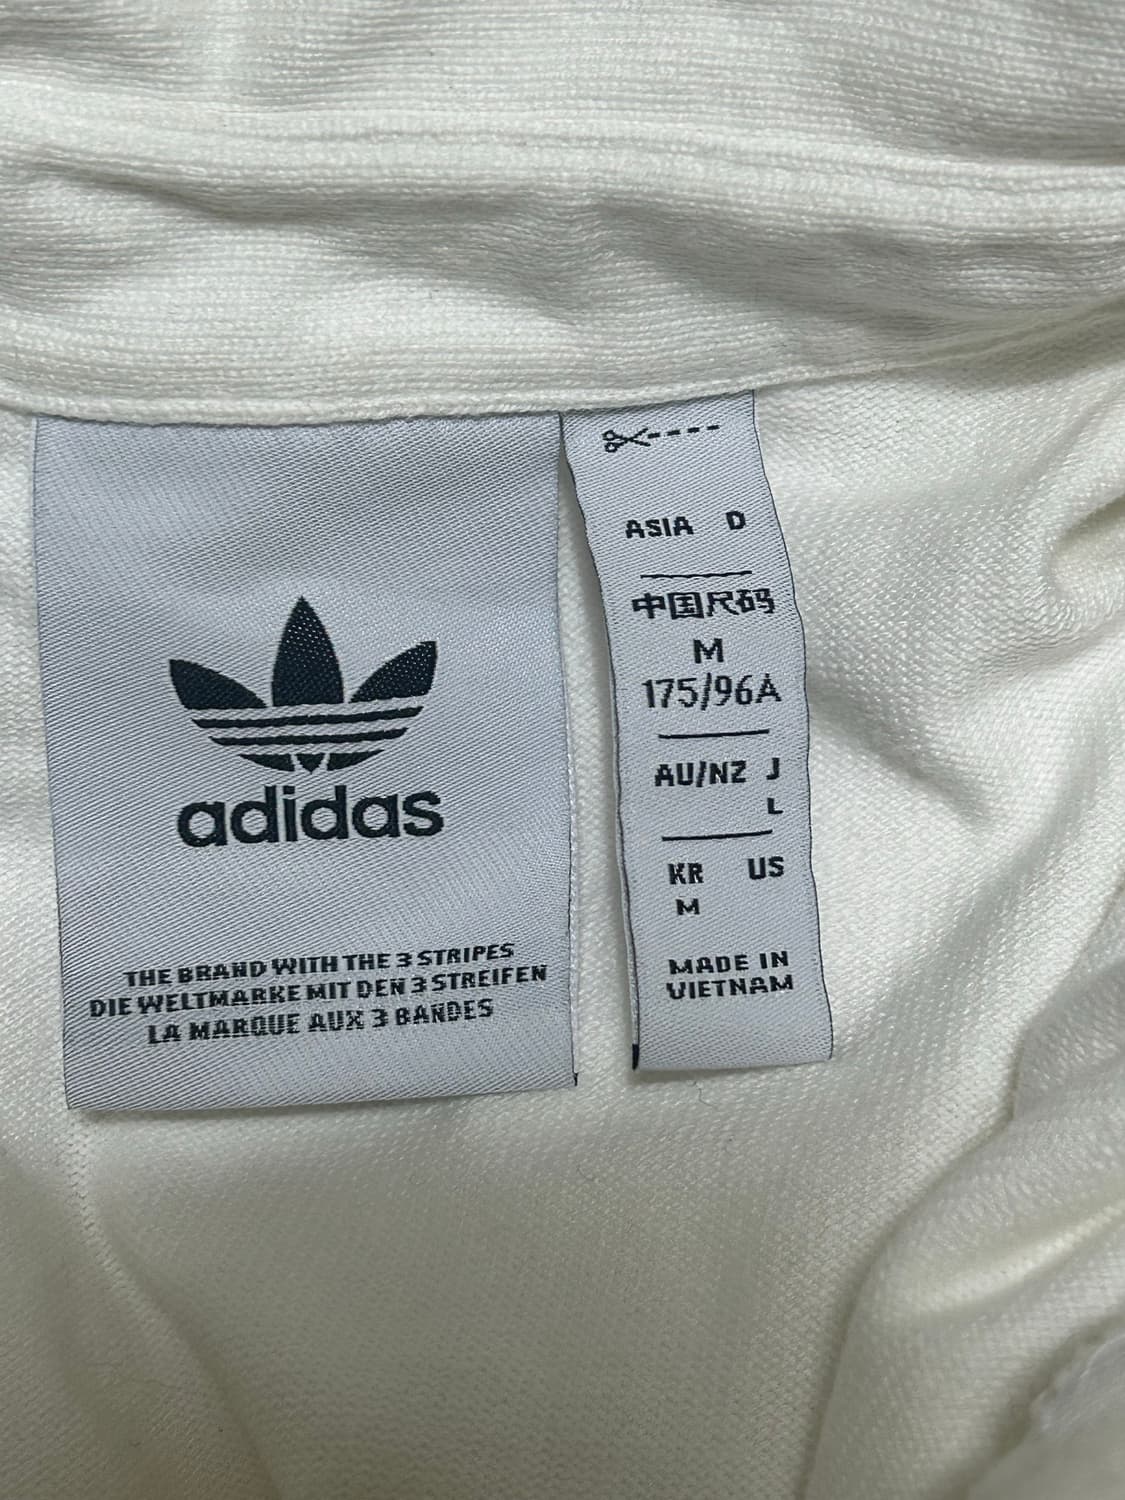 adidas
THE BRAND WITH THE 3 STRIPES
DIE WELTMARKE MIT DEN 3 STREIFEN
LA MARQUE AUX 3 BANDES
ASIA D
中国尺码
M
175/96A
AU/NZ J
L
KR US
M
MADE IN
VIETNAM